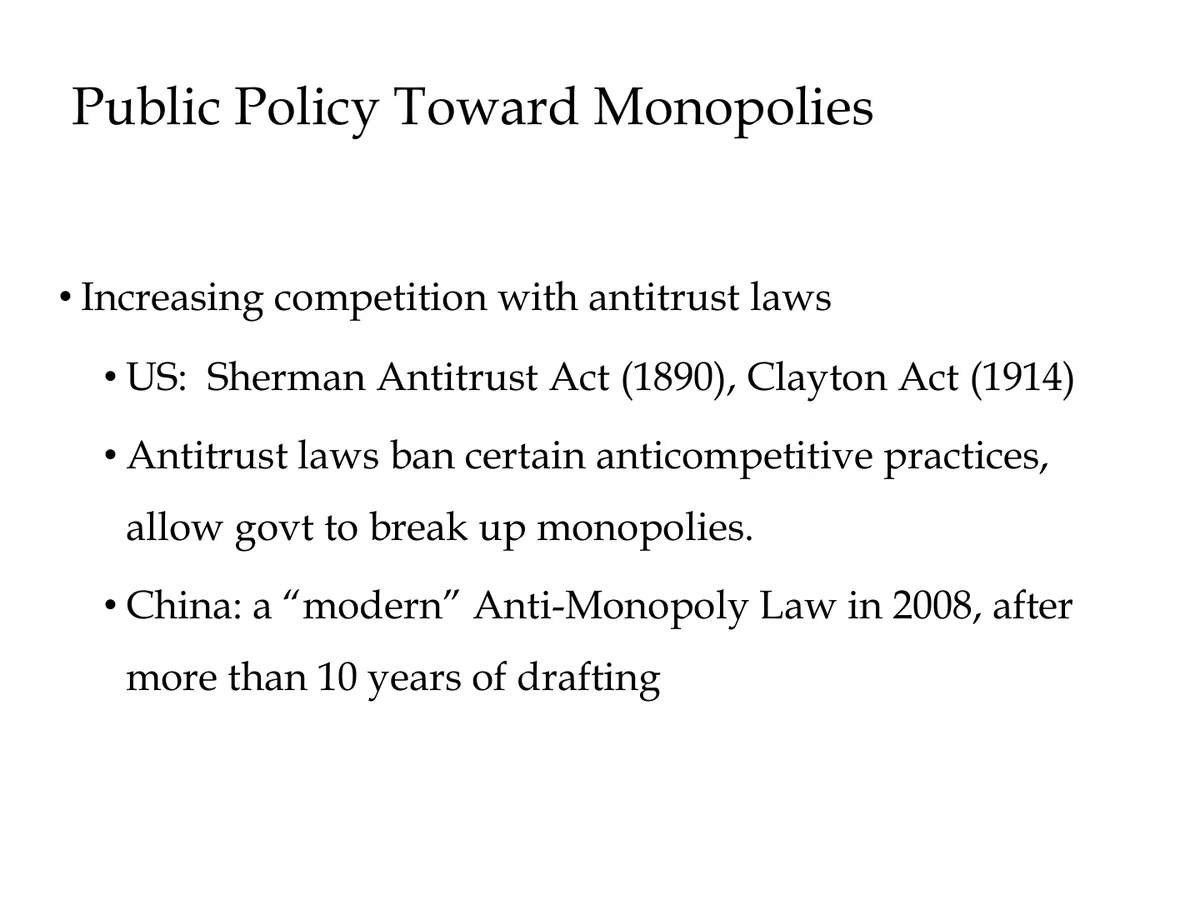 Public Policy Toward Monopolies
• Increasing competition with antitrust laws
• US:  Sherman Antitrust Act (1890), Clayton Act (1914)
• Antitrust laws ban certain anticompetitive practices,
allow govt to break up monopolies.
• China: a “modern” Anti-Monopoly Law in 2008, after
more than 10 years of drafting